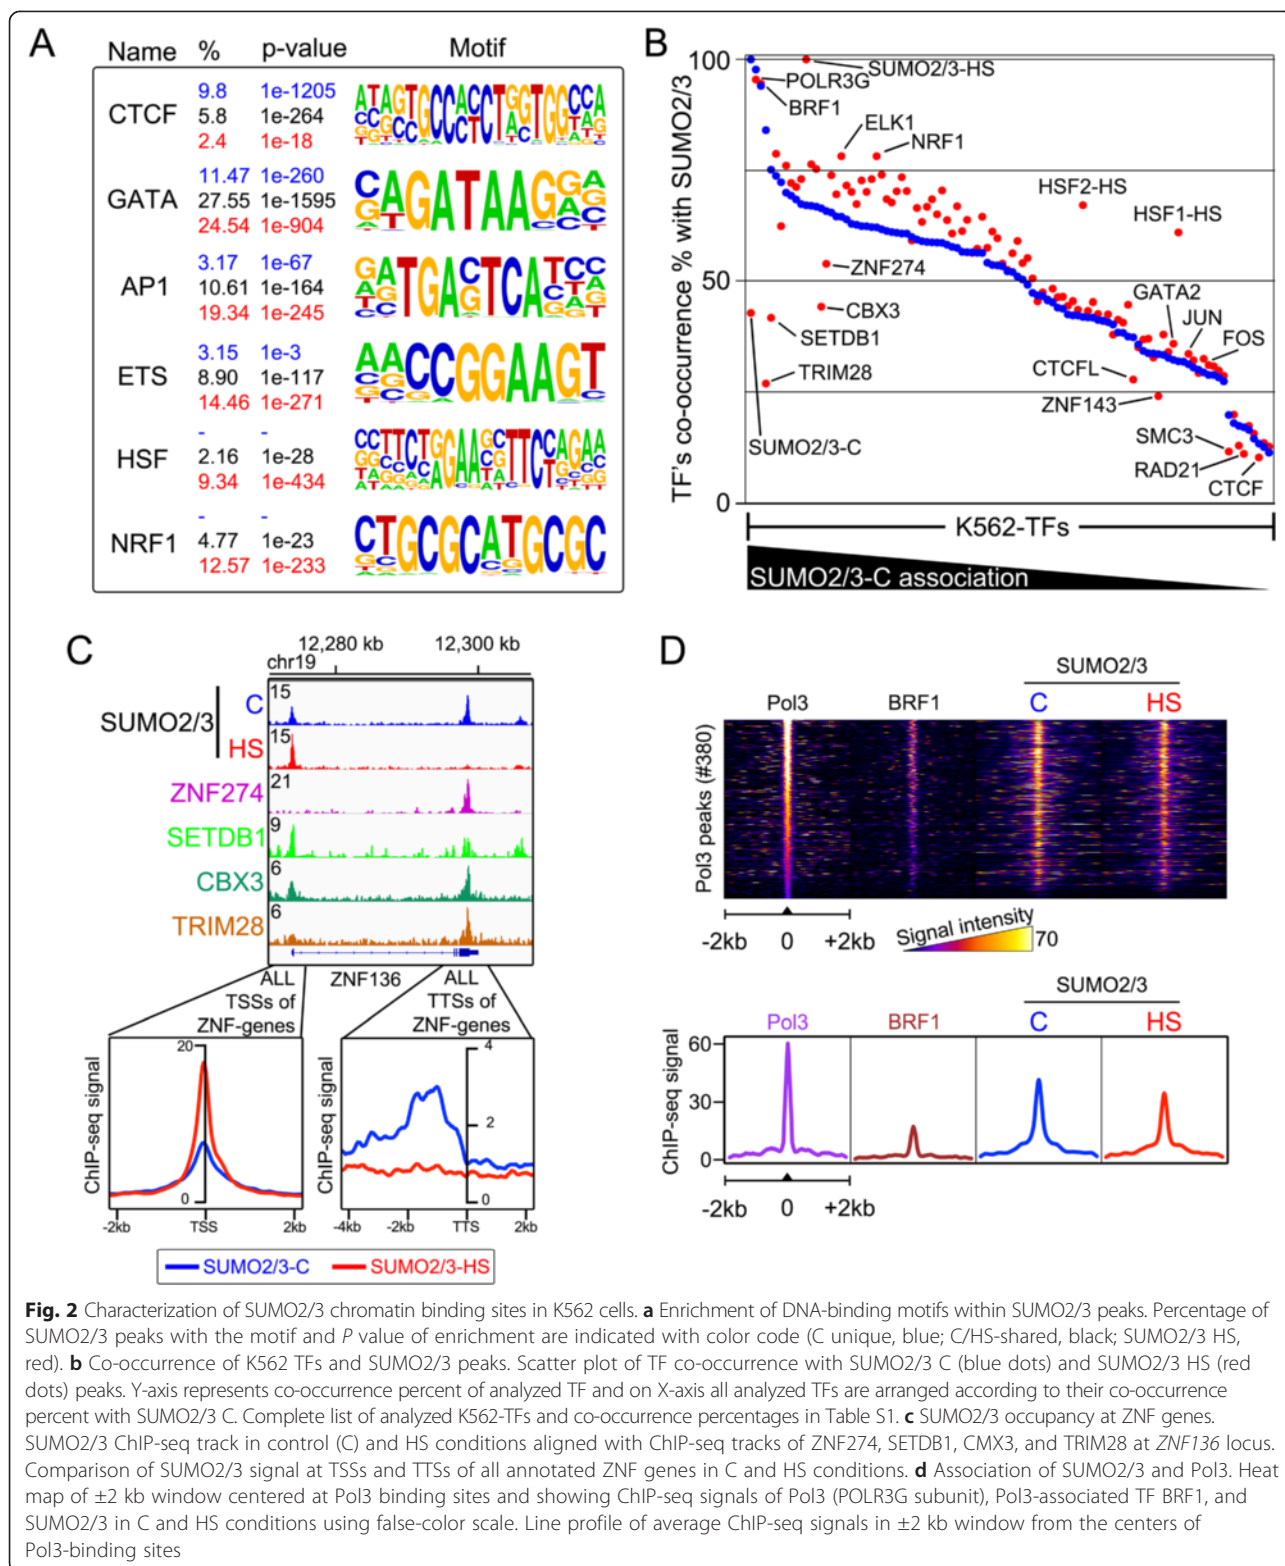 A
Name % p-value Motif
CTCF
9.8 1e-1205
5.8 1e-264
2.4 1e-18
GATA
11.47 1e-260
27.55 1e-1595
24.54 1e-904
AP1
3.17 1e-67
10.61 1e-164
19.34 1e-245
ETS
3.15 1e-3
8.90 1e-117
14.46 1e-271
HSF
- -
2.16 1e-28
9.34 1e-434
NRF1
- -
4.77 1e-23
12.57 1e-233
B
TF's co-occurrence % with SUMO2/3
100
50
0
SUMO2/3-HS
POLR3G
BRF1
ELK1
NRF1
HSF2-HS
HSF1-HS
ZNF274
CBX3
SETDB1
TRIM28
SUMO2/3-C
GATA2
JUN
FOS
CTCFL
ZNF143
SMC3
RAD21
CTCF
K562-TFs
SUMO2/3-C association
C
12,280 kb 12,300 kb
chr19
SUMO2/3
C
15
HS
15
ZNF274
21
SETDB1
9
CBX3
6
TRIM28
6
ZNF136
ALL
TSSs of
ZNF-genes
ALL
TTSs of
ZNF-genes
ChIP-seq signal
20
0
-2kb TSS 2kb
ChIP-seq signal
4
2
0
-4kb -2kb TTS 2kb
SUMO2/3-C SUMO2/3-HS
D
SUMO2/3
Pol3 BRF1 C HS
Pol3 peaks (#380)
-2kb 0 +2kb
Signal intensity 70
SUMO2/3
Pol3 BRF1 C HS
ChIP-seq signal
60
30
0
-2kb 0 +2kb
Fig. 2 Characterization of SUMO2/3 chromatin binding sites in K562 cells. a Enrichment of DNA-binding motifs within SUMO2/3 peaks. Percentage of
SUMO2/3 peaks with the motif and P value of enrichment are indicated with color code (C unique, blue; C/HS-shared, black; SUMO2/3 HS,
red). b Co-occurrence of K562 TFs and SUMO2/3 peaks. Scatter plot of TF co-occurrence with SUMO2/3 C (blue dots) and SUMO2/3 HS (red
dots) peaks. Y-axis represents co-occurrence percent of analyzed TF and on X-axis all analyzed TFs are arranged according to their co-occurrence
percent with SUMO2/3 C. Complete list of analyzed K562-TFs and co-occurrence percentages in Table S1. c SUMO2/3 occupancy at ZNF genes.
SUMO2/3 ChIP-seq track in control (C) and HS conditions aligned with ChIP-seq tracks of ZNF274, SETDB1, CMX3, and TRIM28 at ZNF136 locus.
Comparison of SUMO2/3 signal at TSSs and TTSs of all annotated ZNF genes in C and HS conditions. d Association of SUMO2/3 and Pol3. Heat
map of ±2 kb window centered at Pol3 binding sites and showing ChIP-seq signals of Pol3 (POLR3G subunit), Pol3-associated TF BRF1, and
SUMO2/3 in C and HS conditions using false-color scale. Line profile of average ChIP-seq signals in ±2 kb window from the centers of
Pol3-binding sites